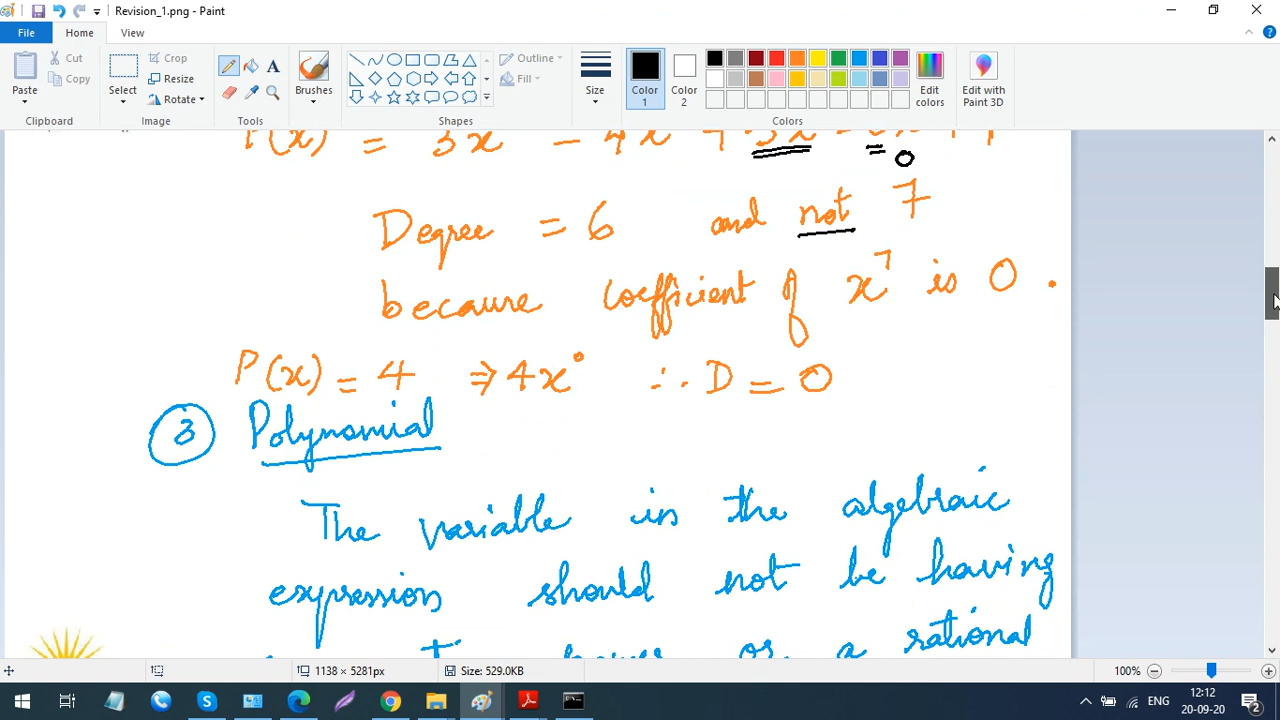 Revision_1.png - Paint
File Home View
Paste Cut Copy Select Crop Resize Rotate Brushes Outline Fill Size Color 1 Color 2 Edit colors Edit with Paint 3D
Clipboard Image Tools Shapes Colors
P(x) =
Degree = 6 and not 7
because coefficient of x⁷ is 0 .
P(x) = 4 ⇒ 4x⁰ ∴ D = 0
③ Polynomial
The variable in the algebraic
expression should not be having
or a rational
1138 × 5281px Size: 529.0KB 100%
ENG 12:12
20-09-20 2